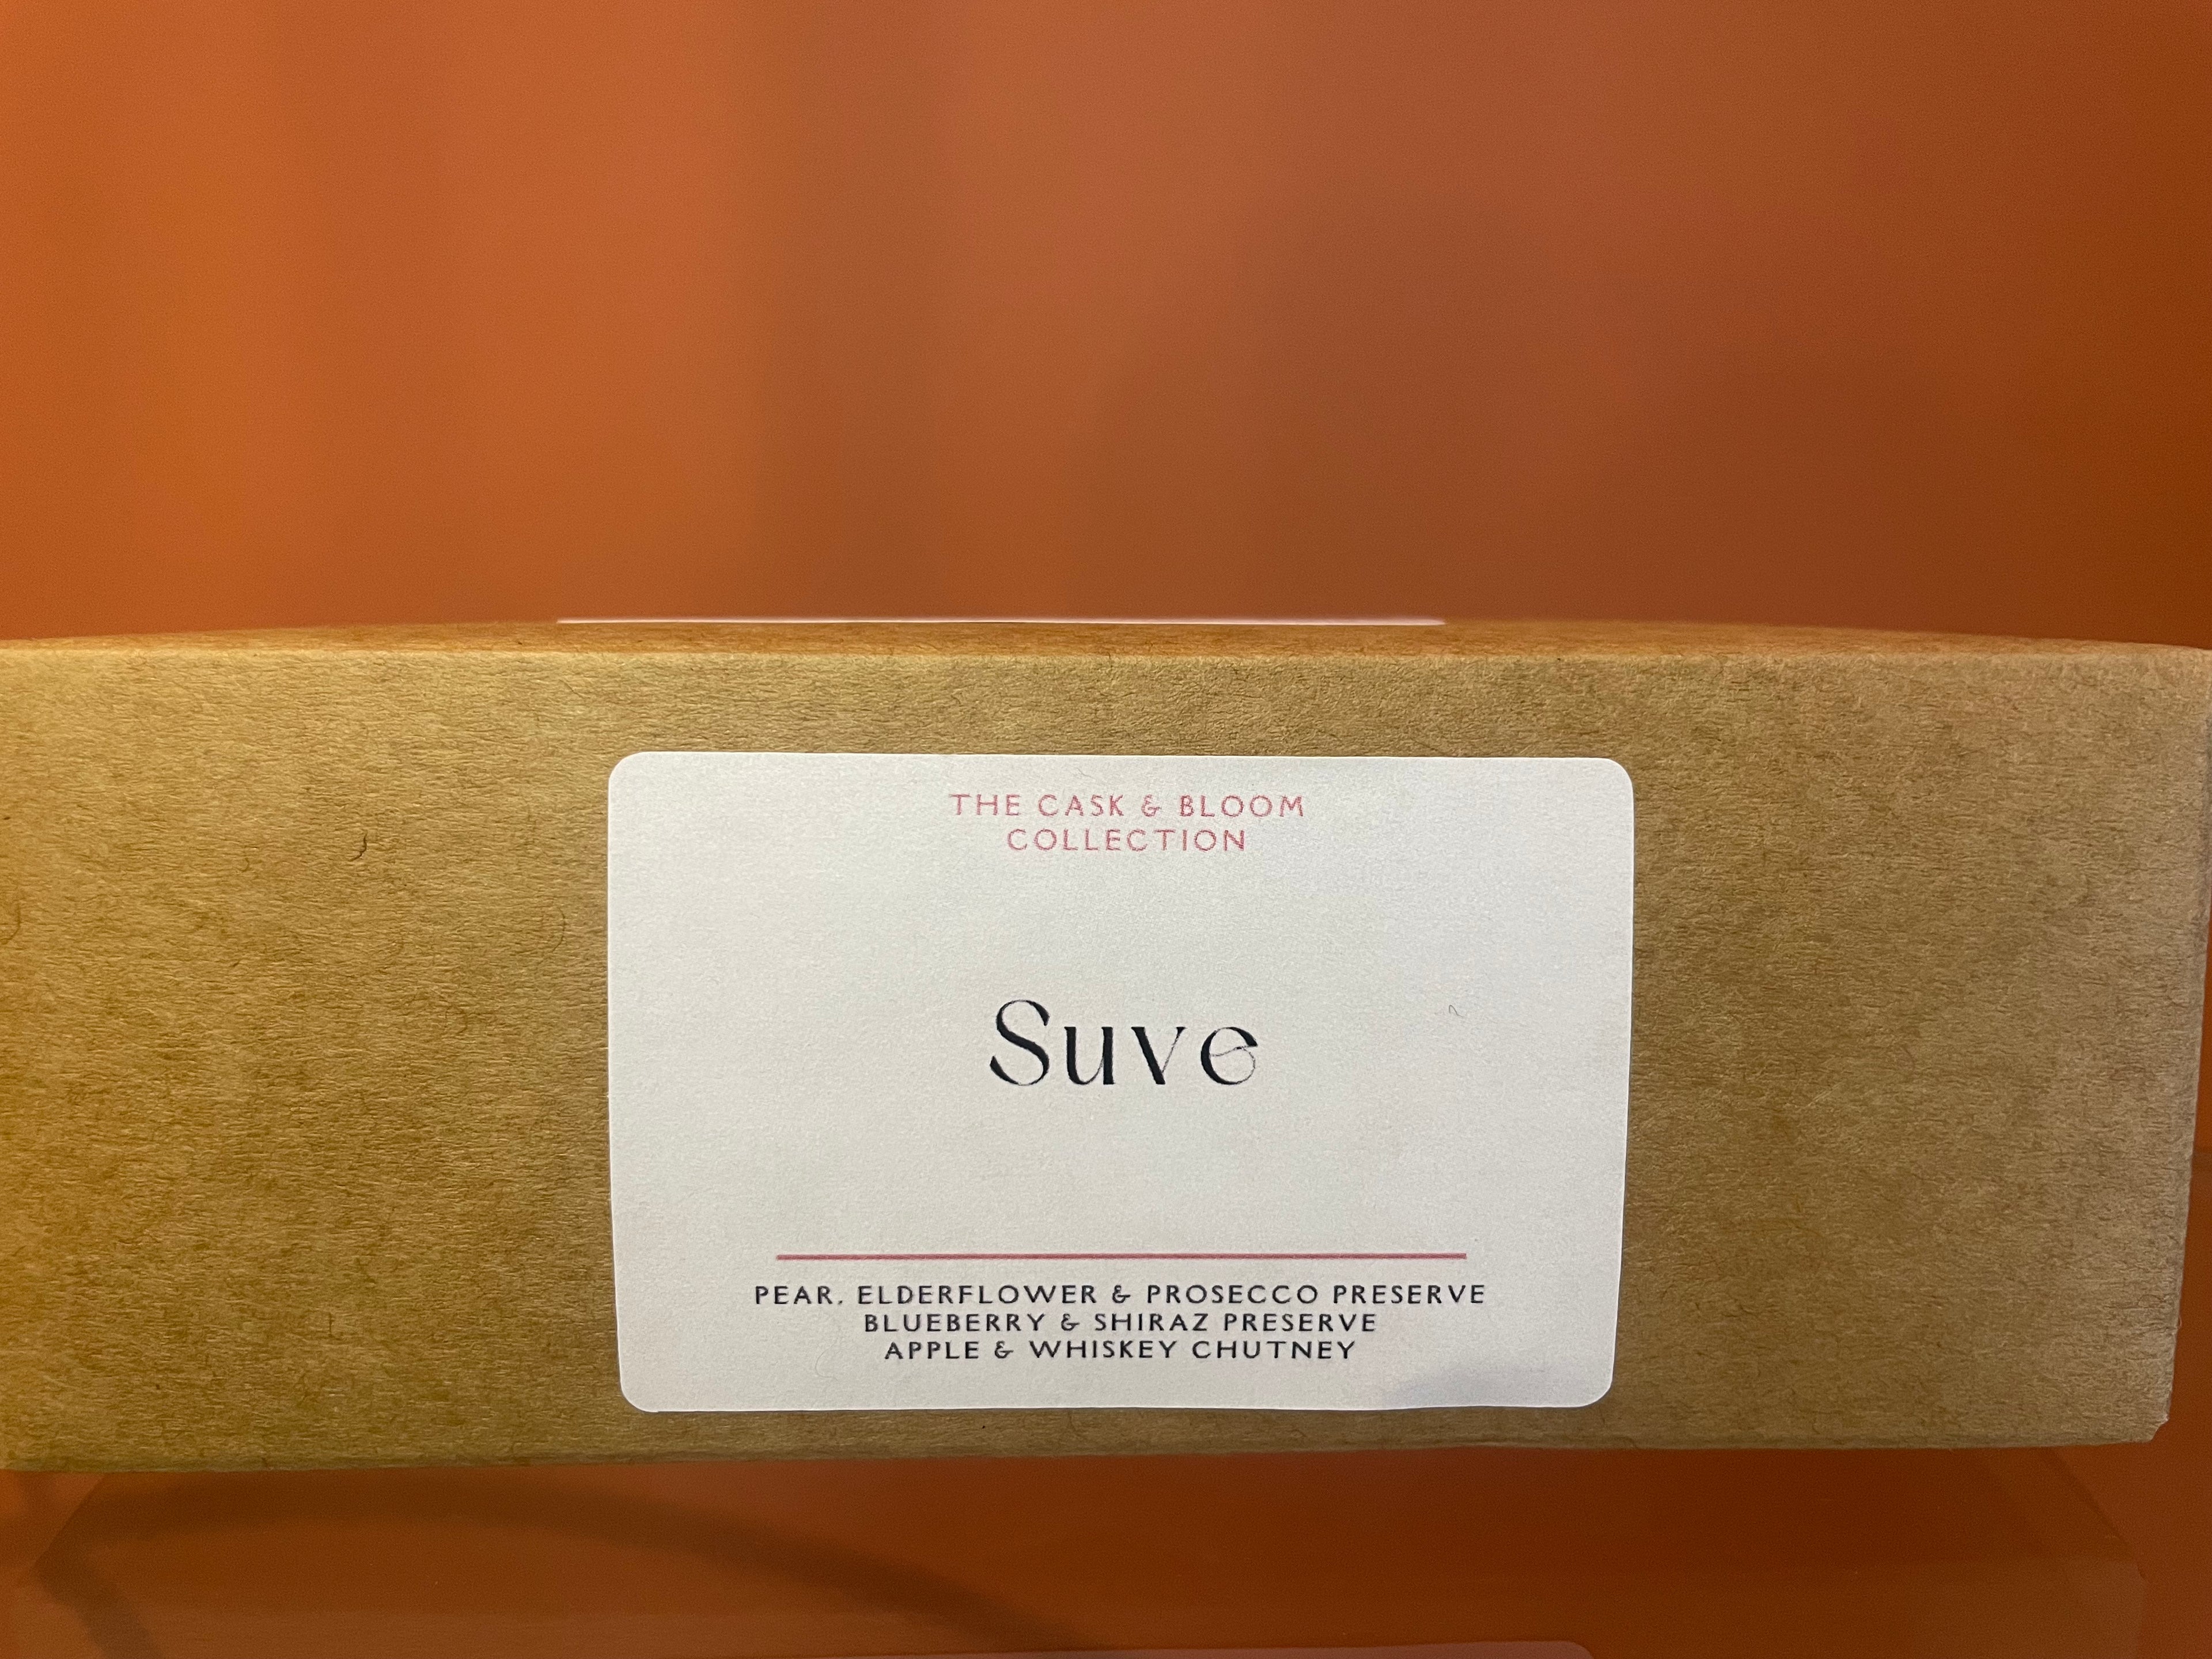 THE CASK & BLOOM
COLLECTION
Suve
PEAR, ELDERFLOWER & PROSECCO PRESERVE
BLUEBERRY & SHIRAZ PRESERVE
APPLE & WHISKEY CHUTNEY